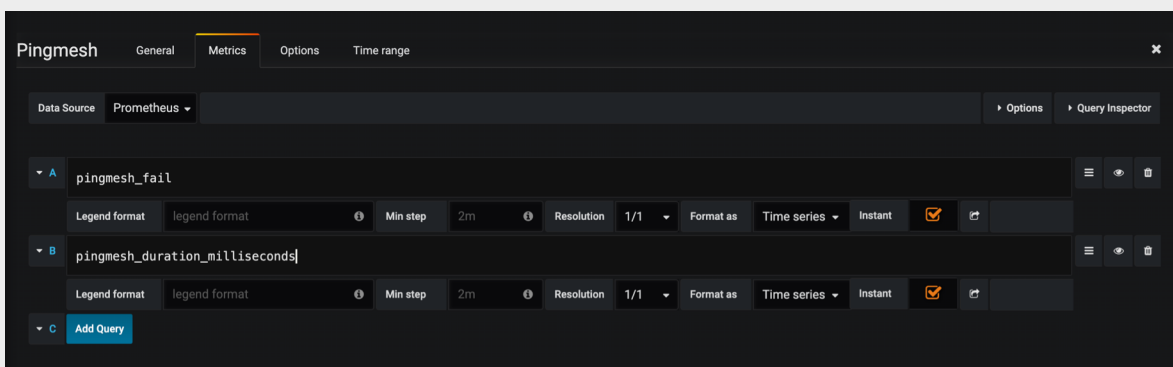 Pingmesh General Metrics Options Time range
Data Source Prometheus Options Query Inspector
A pingmesh_fail
Legend format legend format Min step 2m Resolution 1/1 Format as Time series Instant
B pingmesh_duration_milliseconds
Legend format legend format Min step 2m Resolution 1/1 Format as Time series Instant
C Add Query